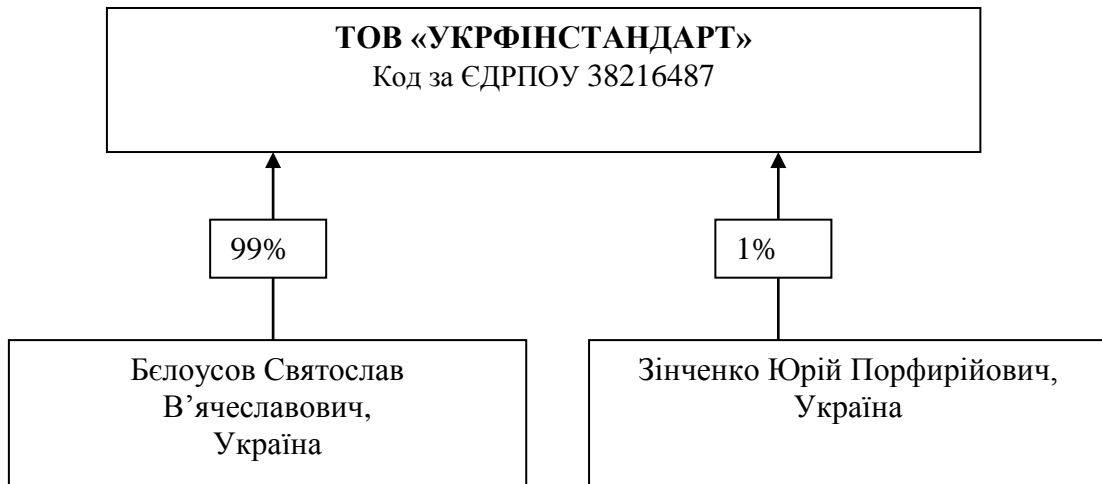 ТОВ «УКРФІНСТАНДАРТ»
Код за ЄДРПОУ 38216487
99%
1%
Бєлоусов Святослав
В’ячеславович,
Україна
Зінченко Юрій Порфирійович,
Україна